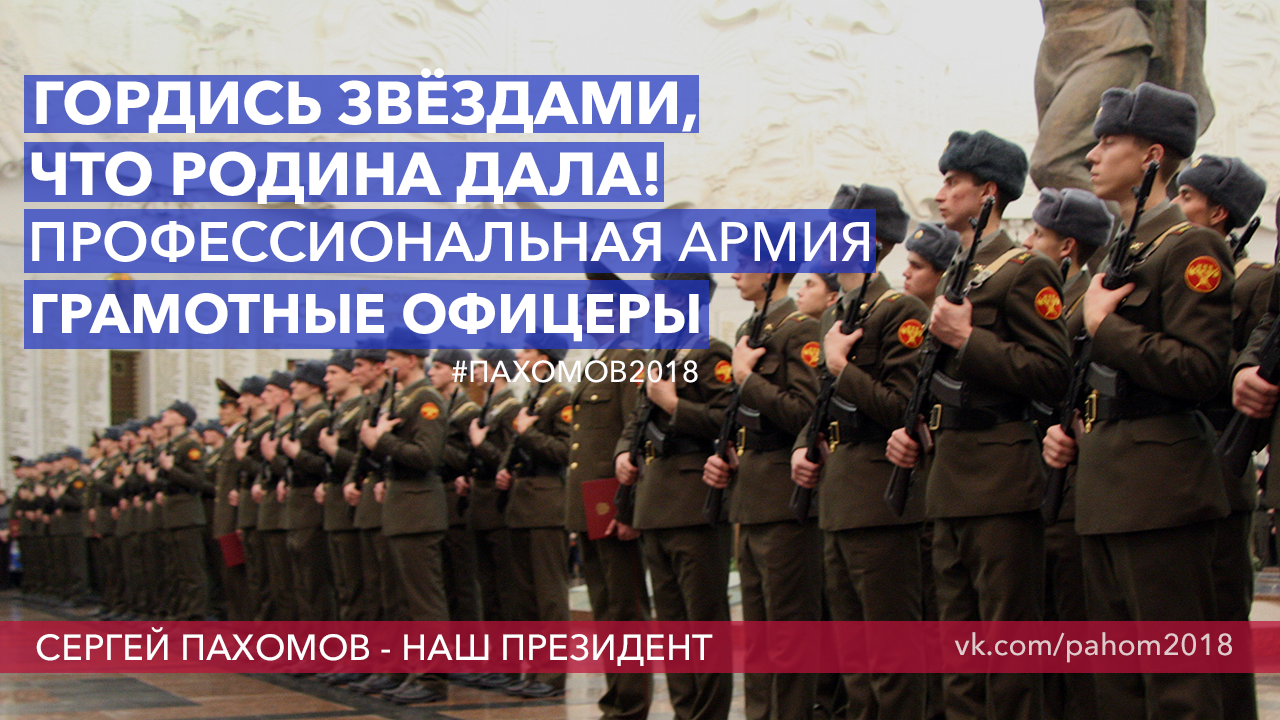 ГОРДИСЬ ЗВЁЗДАМИ,
ЧТО РОДИНА ДАЛА!
ПРОФЕССИОНАЛЬНАЯ АРМИЯ
ГРАМОТНЫЕ ОФИЦЕРЫ
#ПАХОМОВ2018
СЕРГЕЙ ПАХОМОВ - НАШ ПРЕЗИДЕНТ
vk.com/pahom2018